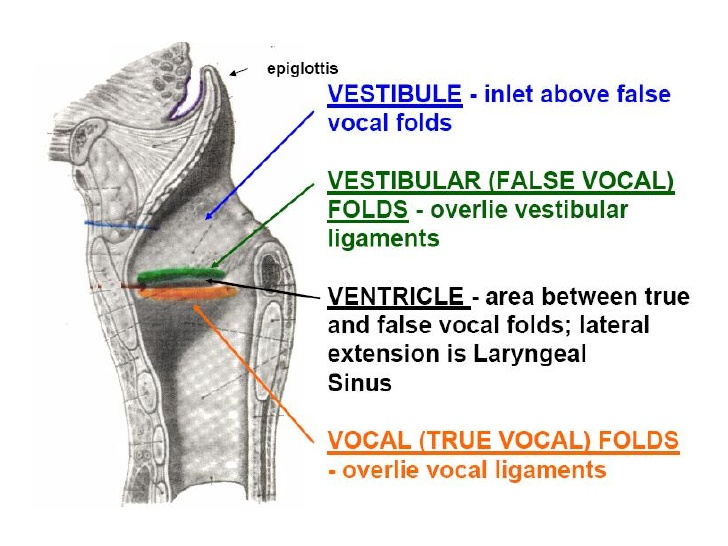 epiglottis
VESTIBULE - inlet above false
vocal folds
VESTIBULAR (FALSE VOCAL)
FOLDS - overlie vestibular
ligaments
VENTRICLE - area between true
and false vocal folds; lateral
extension is Laryngeal
Sinus
VOCAL (TRUE VOCAL) FOLDS
- overlie vocal ligaments